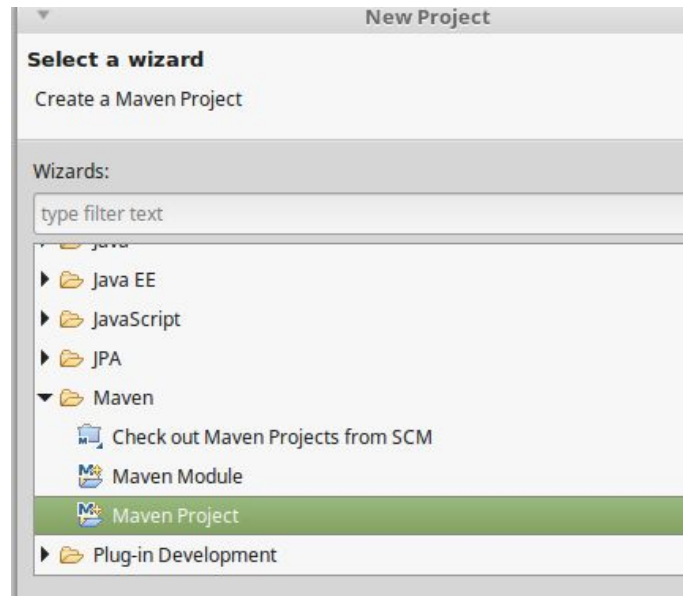 New Project
Select a wizard
Create a Maven Project
Wizards:
type filter text
Java
Java EE
JavaScript
JPA
Maven
Check out Maven Projects from SCM
Maven Module
Maven Project
Plug-in Development